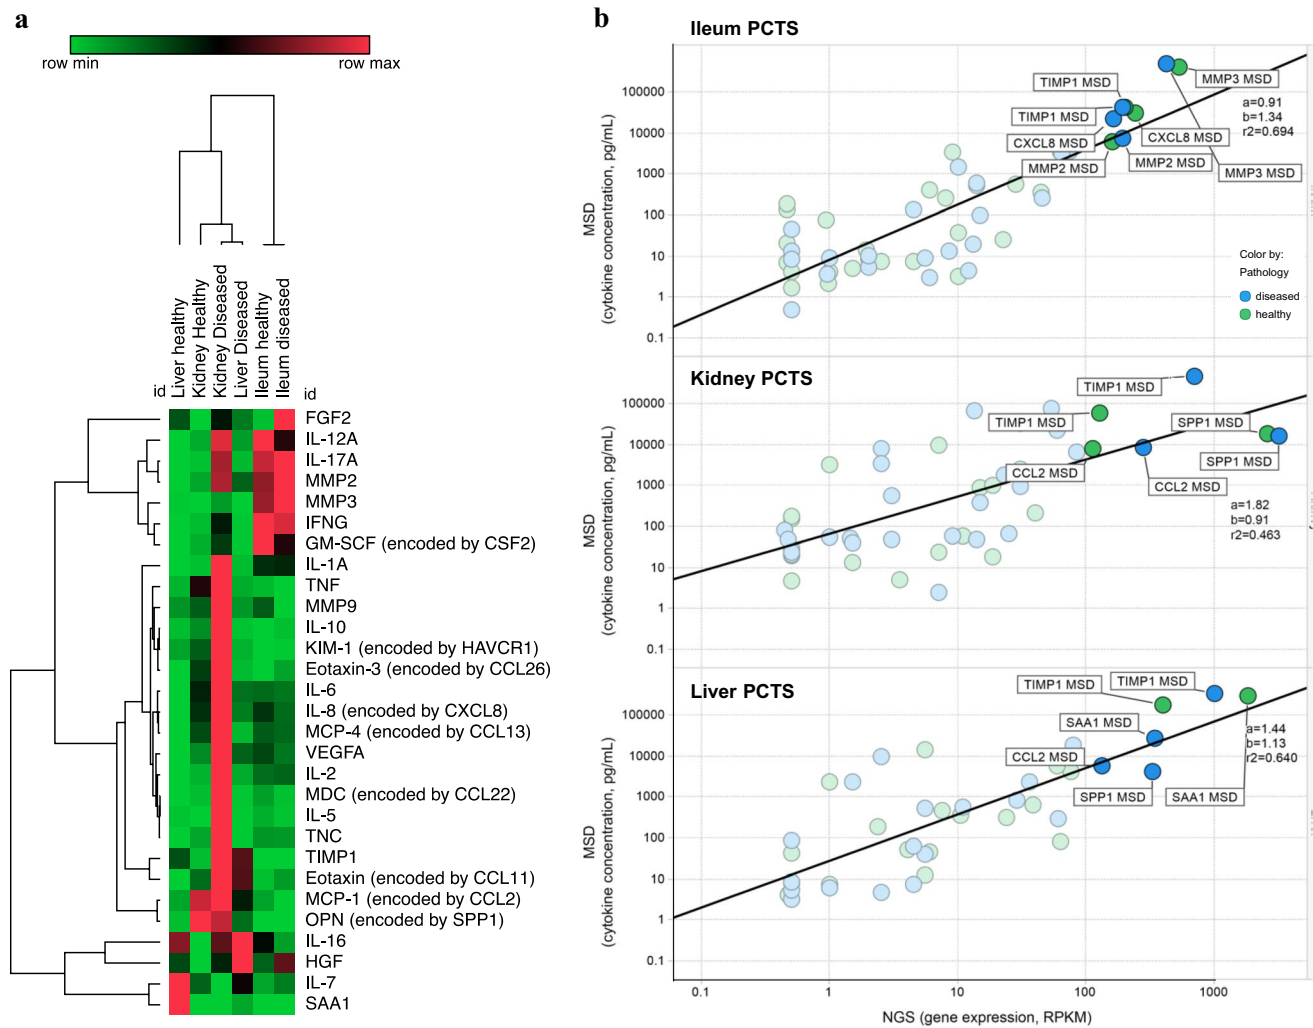 a
row min
row max
Liver healthy
Kidney Healthy
Kidney Diseased
Liver Diseased
Ileum healthy
Ileum diseased
id
id
FGF2
IL-12A
IL-17A
MMP2
MMP3
IFNG
GM-SCF (encoded by CSF2)
IL-1A
TNF
MMP9
IL-10
KIM-1 (encoded by HAVCR1)
Eotaxin-3 (encoded by CCL26)
IL-6
IL-8 (encoded by CXCL8)
MCP-4 (encoded by CCL13)
VEGFA
IL-2
MDC (encoded by CCL22)
IL-5
TNC
TIMP1
Eotaxin (encoded by CCL11)
MCP-1 (encoded by CCL2)
OPN (encoded by SPP1)
IL-16
HGF
IL-7
SAA1
b
Ileum PCTS
MSD
(cytokine concentration, pg/mL)
100000
10000
1000
100
10
1
0.1
TIMP1 MSD
TIMP1 MSD
CXCL8 MSD
MMP2 MSD
MMP3 MSD
CXCL8 MSD
MMP2 MSD
MMP3 MSD
a=0.91
b=1.34
r2=0.694
Color by:
Pathology
diseased
healthy
Kidney PCTS
MSD
(cytokine concentration, pg/mL)
100000
10000
1000
100
10
1
0.1
TIMP1 MSD
TIMP1 MSD
SPP1 MSD
SPP1 MSD
CCL2 MSD
CCL2 MSD
a=1.82
b=0.91
r2=0.463
Liver PCTS
MSD
(cytokine concentration, pg/mL)
100000
10000
1000
100
10
1
0.1
TIMP1 MSD
TIMP1 MSD
SAA1 MSD
CCL2 MSD
SPP1 MSD
SAA1 MSD
a=1.44
b=1.13
r2=0.640
0.1
1
10
100
1000
NGS (gene expression, RPKM)